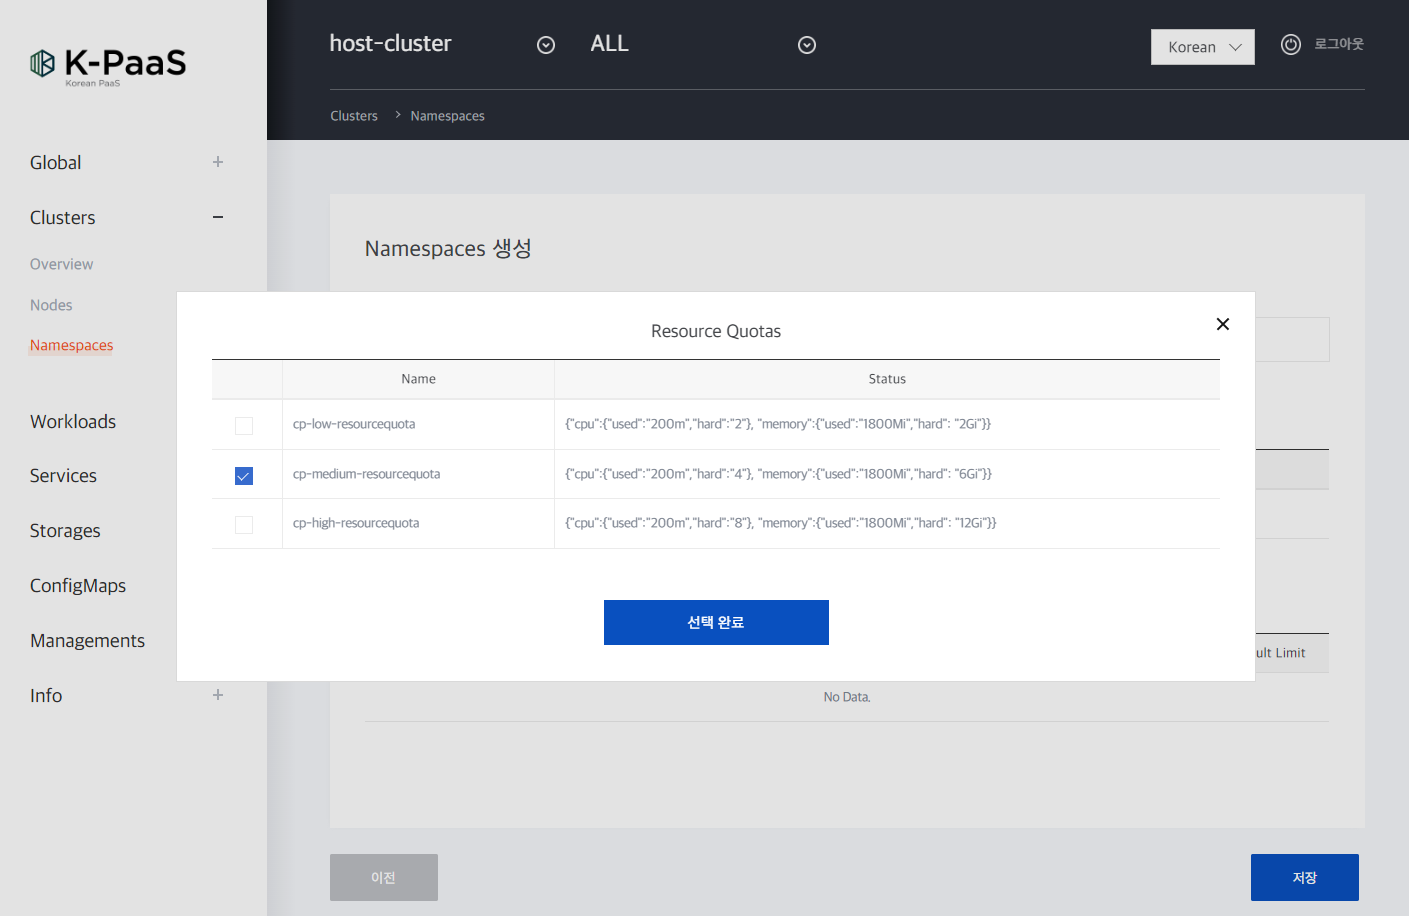 K-PaaS
Korean PaaS
host-cluster
ALL
Korean
로그아웃
Clusters > Namespaces
Global +
Clusters −
Overview
Nodes
Namespaces
Workloads
Services
Storages
ConfigMaps
Managements
Info +
Namespaces 생성
Resource Quotas
Name Status
cp-low-resourcequota {"cpu":{"used":"200m","hard":"2"}, "memory":{"used":"1800Mi","hard": "2Gi"}}
cp-medium-resourcequota {"cpu":{"used":"200m","hard":"4"}, "memory":{"used":"1800Mi","hard": "6Gi"}}
cp-high-resourcequota {"cpu":{"used":"200m","hard":"8"}, "memory":{"used":"1800Mi","hard": "12Gi"}}
선택 완료
ult Limit
No Data.
이전
저장